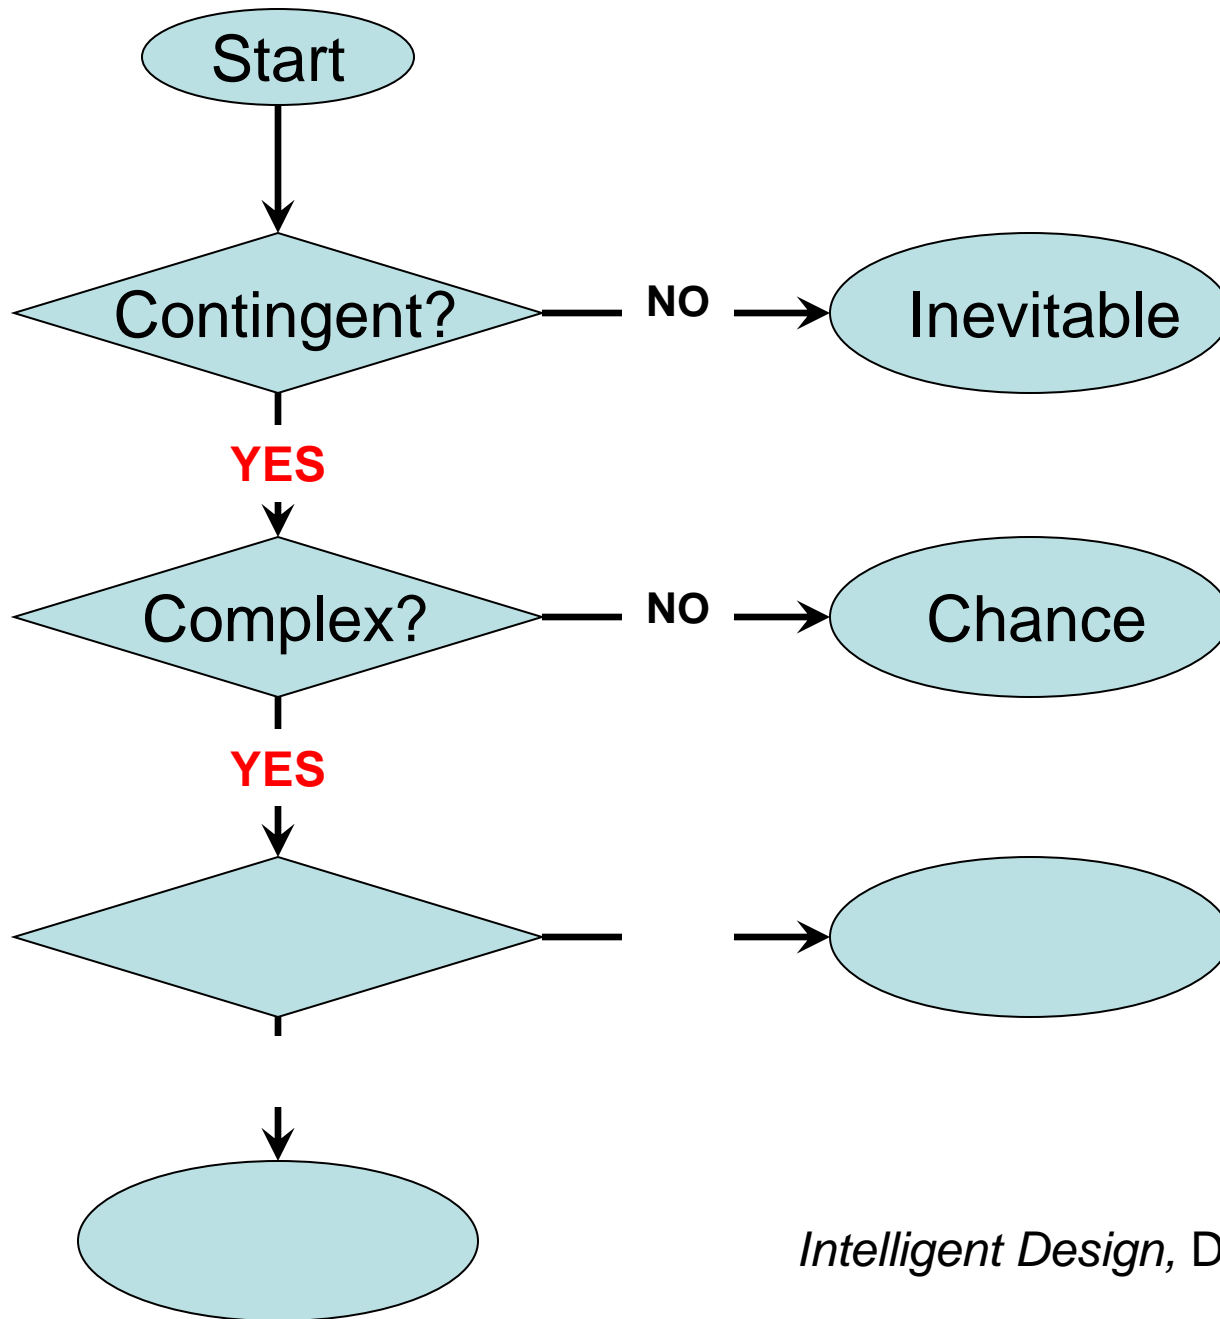 Start
Contingent?
NO
Inevitable
YES
Complex?
NO
Chance
YES
Intelligent Design, D